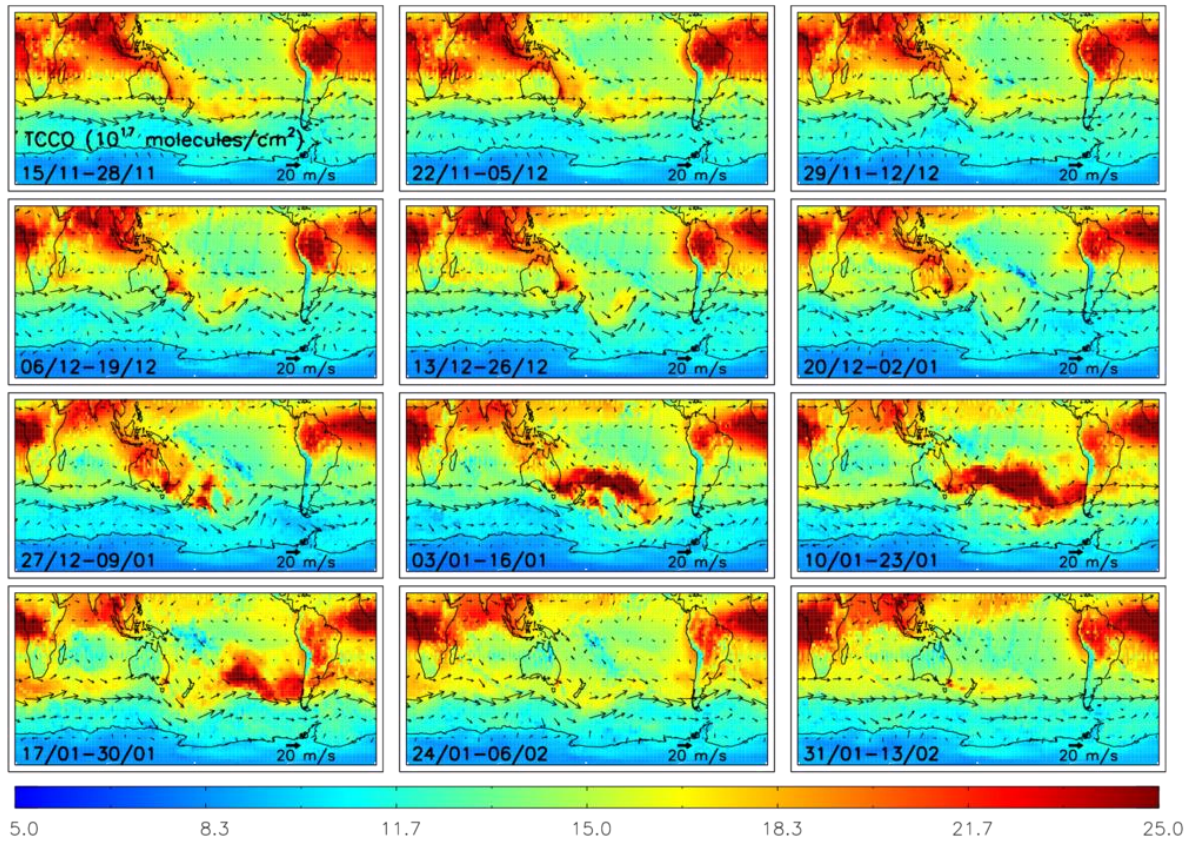 TCCO (10^17 molecules/cm^2)
15/11-28/11 20 m/s
22/11-05/12 20 m/s
29/11-12/12 20 m/s
06/12-19/12 20 m/s
13/12-26/12 20 m/s
20/12-02/01 20 m/s
27/12-09/01 20 m/s
03/01-16/01 20 m/s
10/01-23/01 20 m/s
17/01-30/01 20 m/s
24/01-06/02 20 m/s
31/01-13/02 20 m/s
5.0 8.3 11.7 15.0 18.3 21.7 25.0